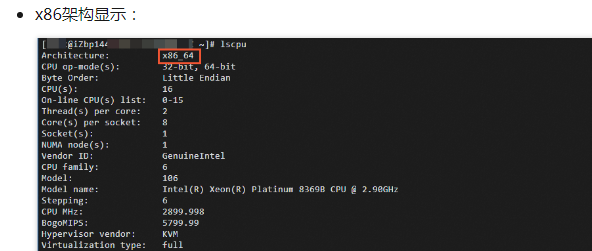 x86架构显示：
[ @iZbp144 ~]# lscpu
Architecture: x86_64
CPU op-mode(s): 32-bit, 64-bit
Byte Order: Little Endian
CPU(s): 16
On-line CPU(s) list: 0-15
Thread(s) per core: 2
Core(s) per socket: 8
Socket(s): 1
NUMA node(s): 1
Vendor ID: GenuineIntel
CPU family: 6
Model: 106
Model name: Intel(R) Xeon(R) Platinum 8369B CPU @ 2.90GHz
Stepping: 6
CPU MHz: 2899.998
BogoMIPS: 5799.99
Hypervisor vendor: KVM
Virtualization type: full